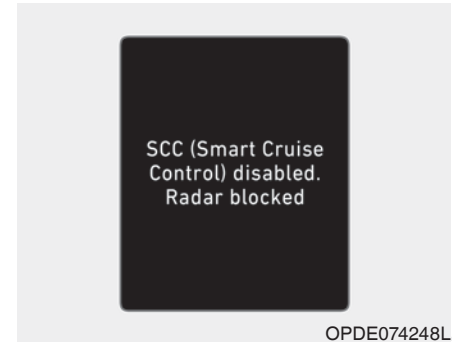 SCC (Smart Cruise
Control) disabled.
Radar blocked
OPDE074248L